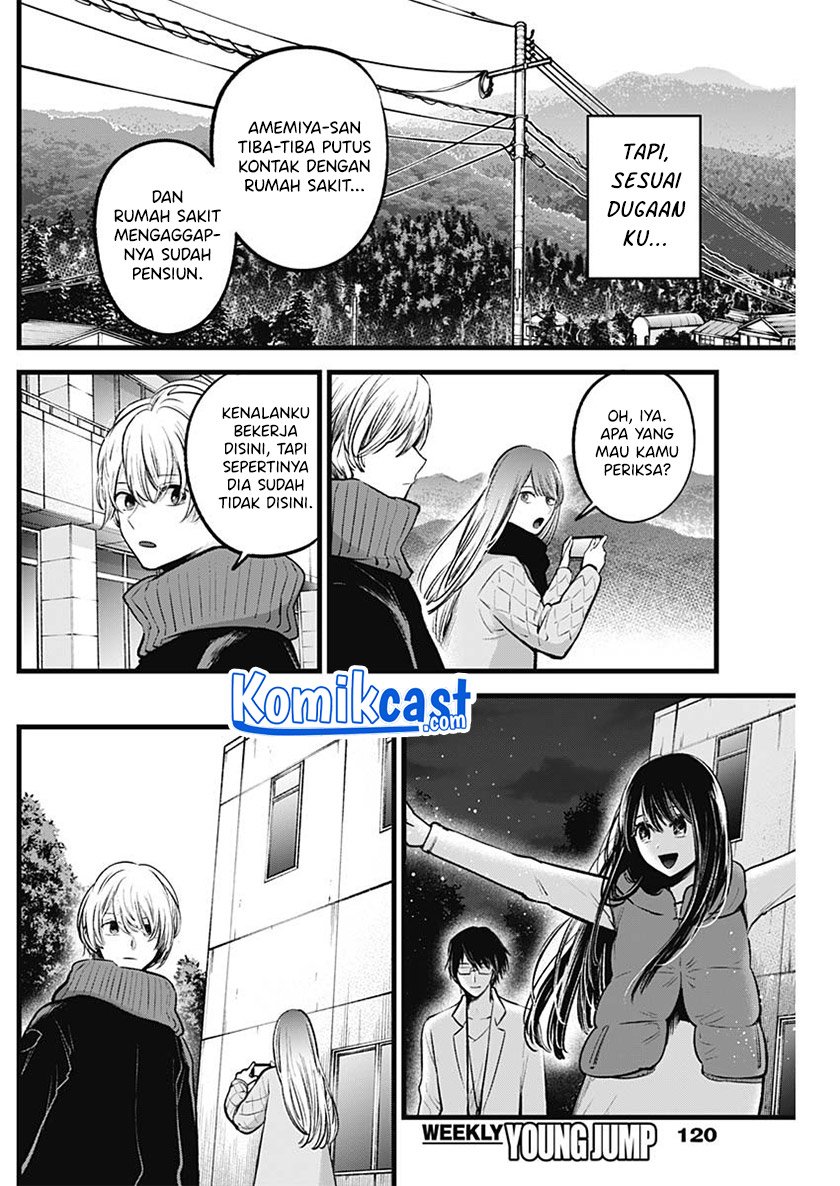 TAPI,
SESUAI
DUGAAN
KU...
AMEMIYA-SAN
TIBA-TIBA PUTUS
KONTAK DENGAN
RUMAH SAKIT...
DAN
RUMAH SAKIT
MENGAGGAP-
NYA SUDAH
PENSIUN.
OH, IYA.
APA YANG
MAU KAMU
PERIKSA?
KENALANKU
BEKERJA
DISINI, TAPI
SEPERTINYA
DIA SUDAH
TIDAK DISINI.
Komikcast
.com
WEEKLY YOUNG JUMP 120